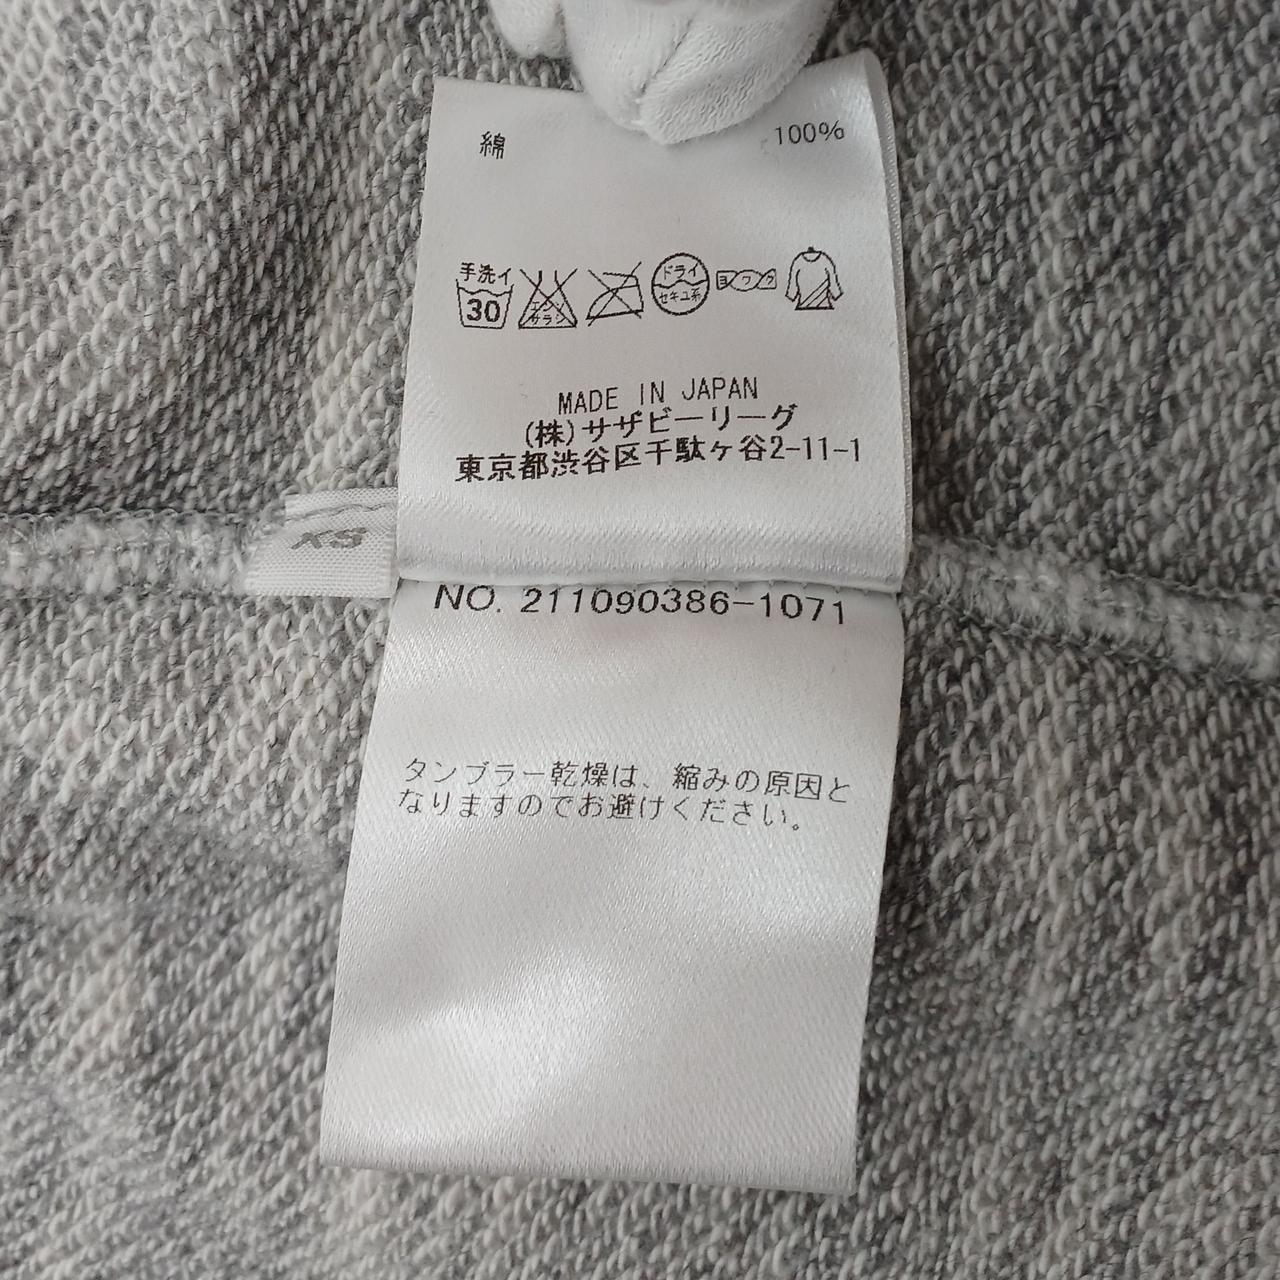 綿 100%
手洗イ
30
エンソ
サラシ
ドライ
セキユ系
ヨワク
MADE IN JAPAN
(株)サザビーリーグ
東京都渋谷区千駄ヶ谷2-11-1
XS
NO. 211090386-1071
タンブラー乾燥は、縮みの原因と
なりますのでお避けください。